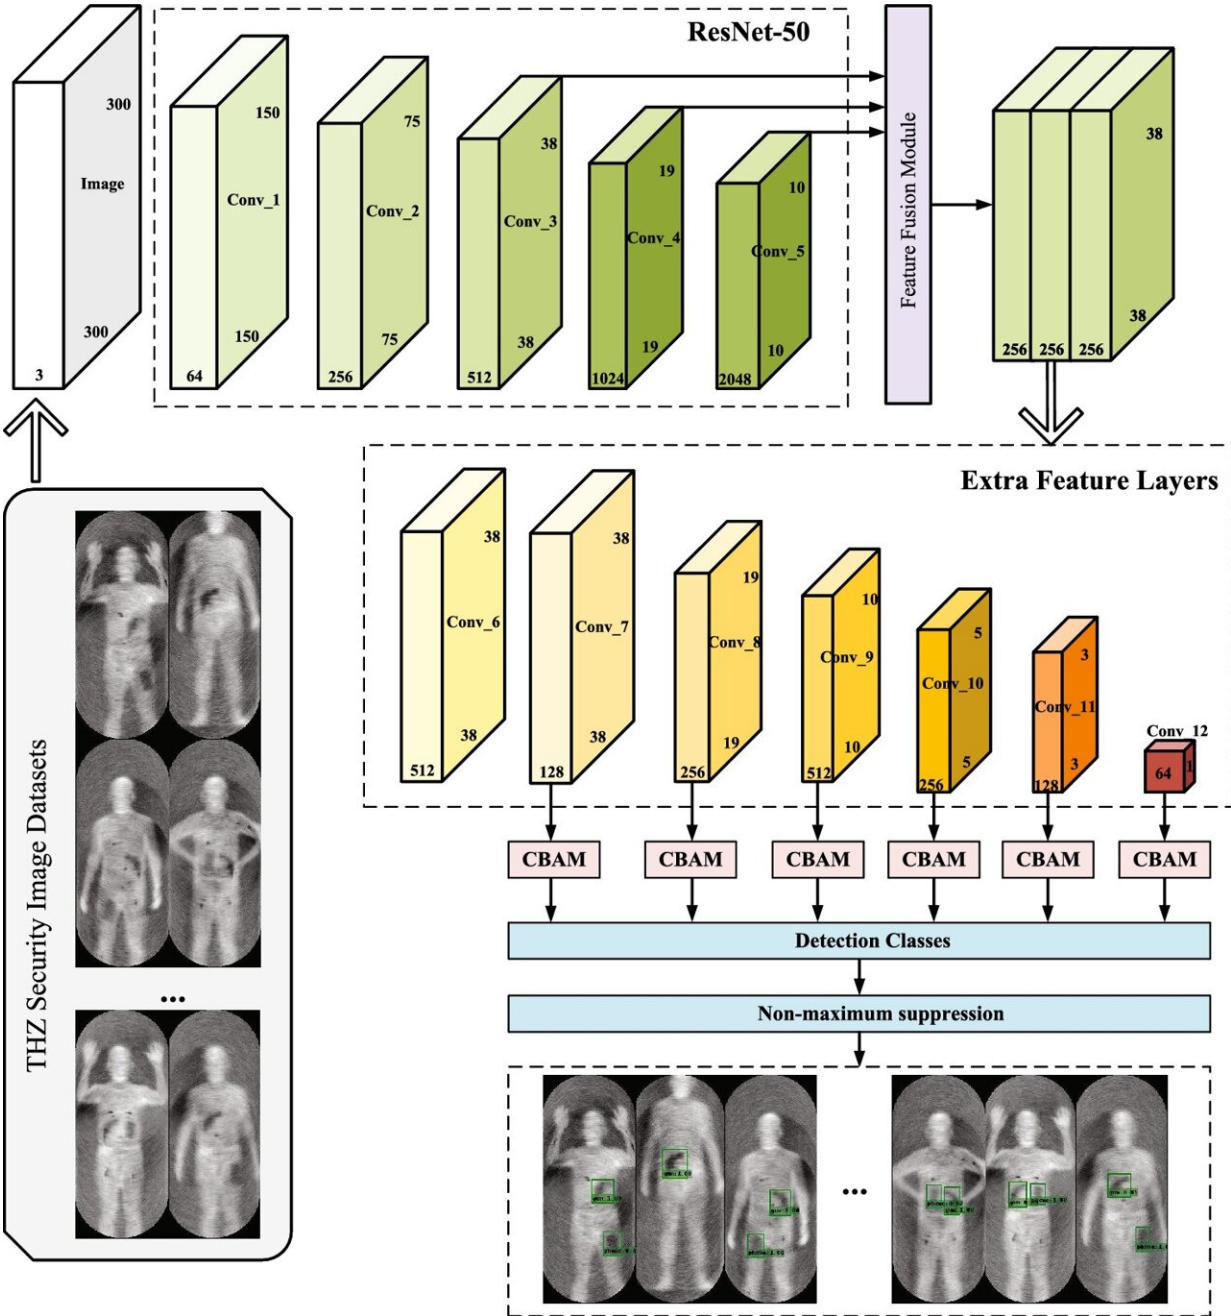 ResNet-50
300
Image
300
3
150
Conv_1
150
64
75
Conv_2
75
256
38
Conv_3
38
512
19
Conv_4
19
1024
10
Conv_5
10
2048
Feature Fusion Module
38
38
256 256 256
Extra Feature Layers
38
Conv_6
38
512
38
Conv_7
38
128
19
Conv_8
19
256
10
Conv_9
10
512
5
Conv_10
5
256
3
Conv_11
3
128
Conv_12
64
1
THZ Security Image Datasets
...
CBAM CBAM CBAM CBAM CBAM CBAM
Detection Classes
Non-maximum suppression
...